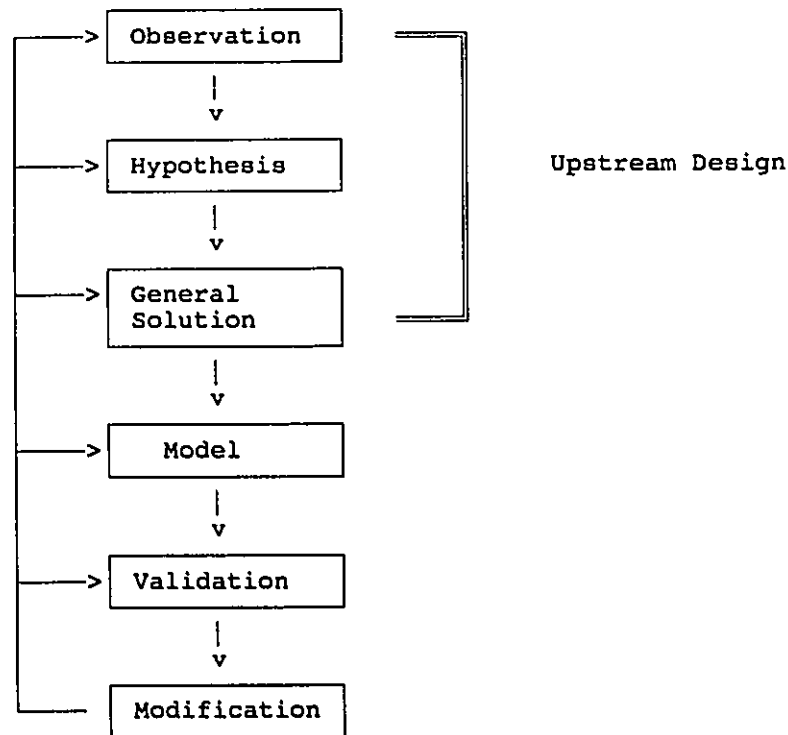 Observation
Hypothesis
Upstream Design
General
Solution
Model
Validation
Modification